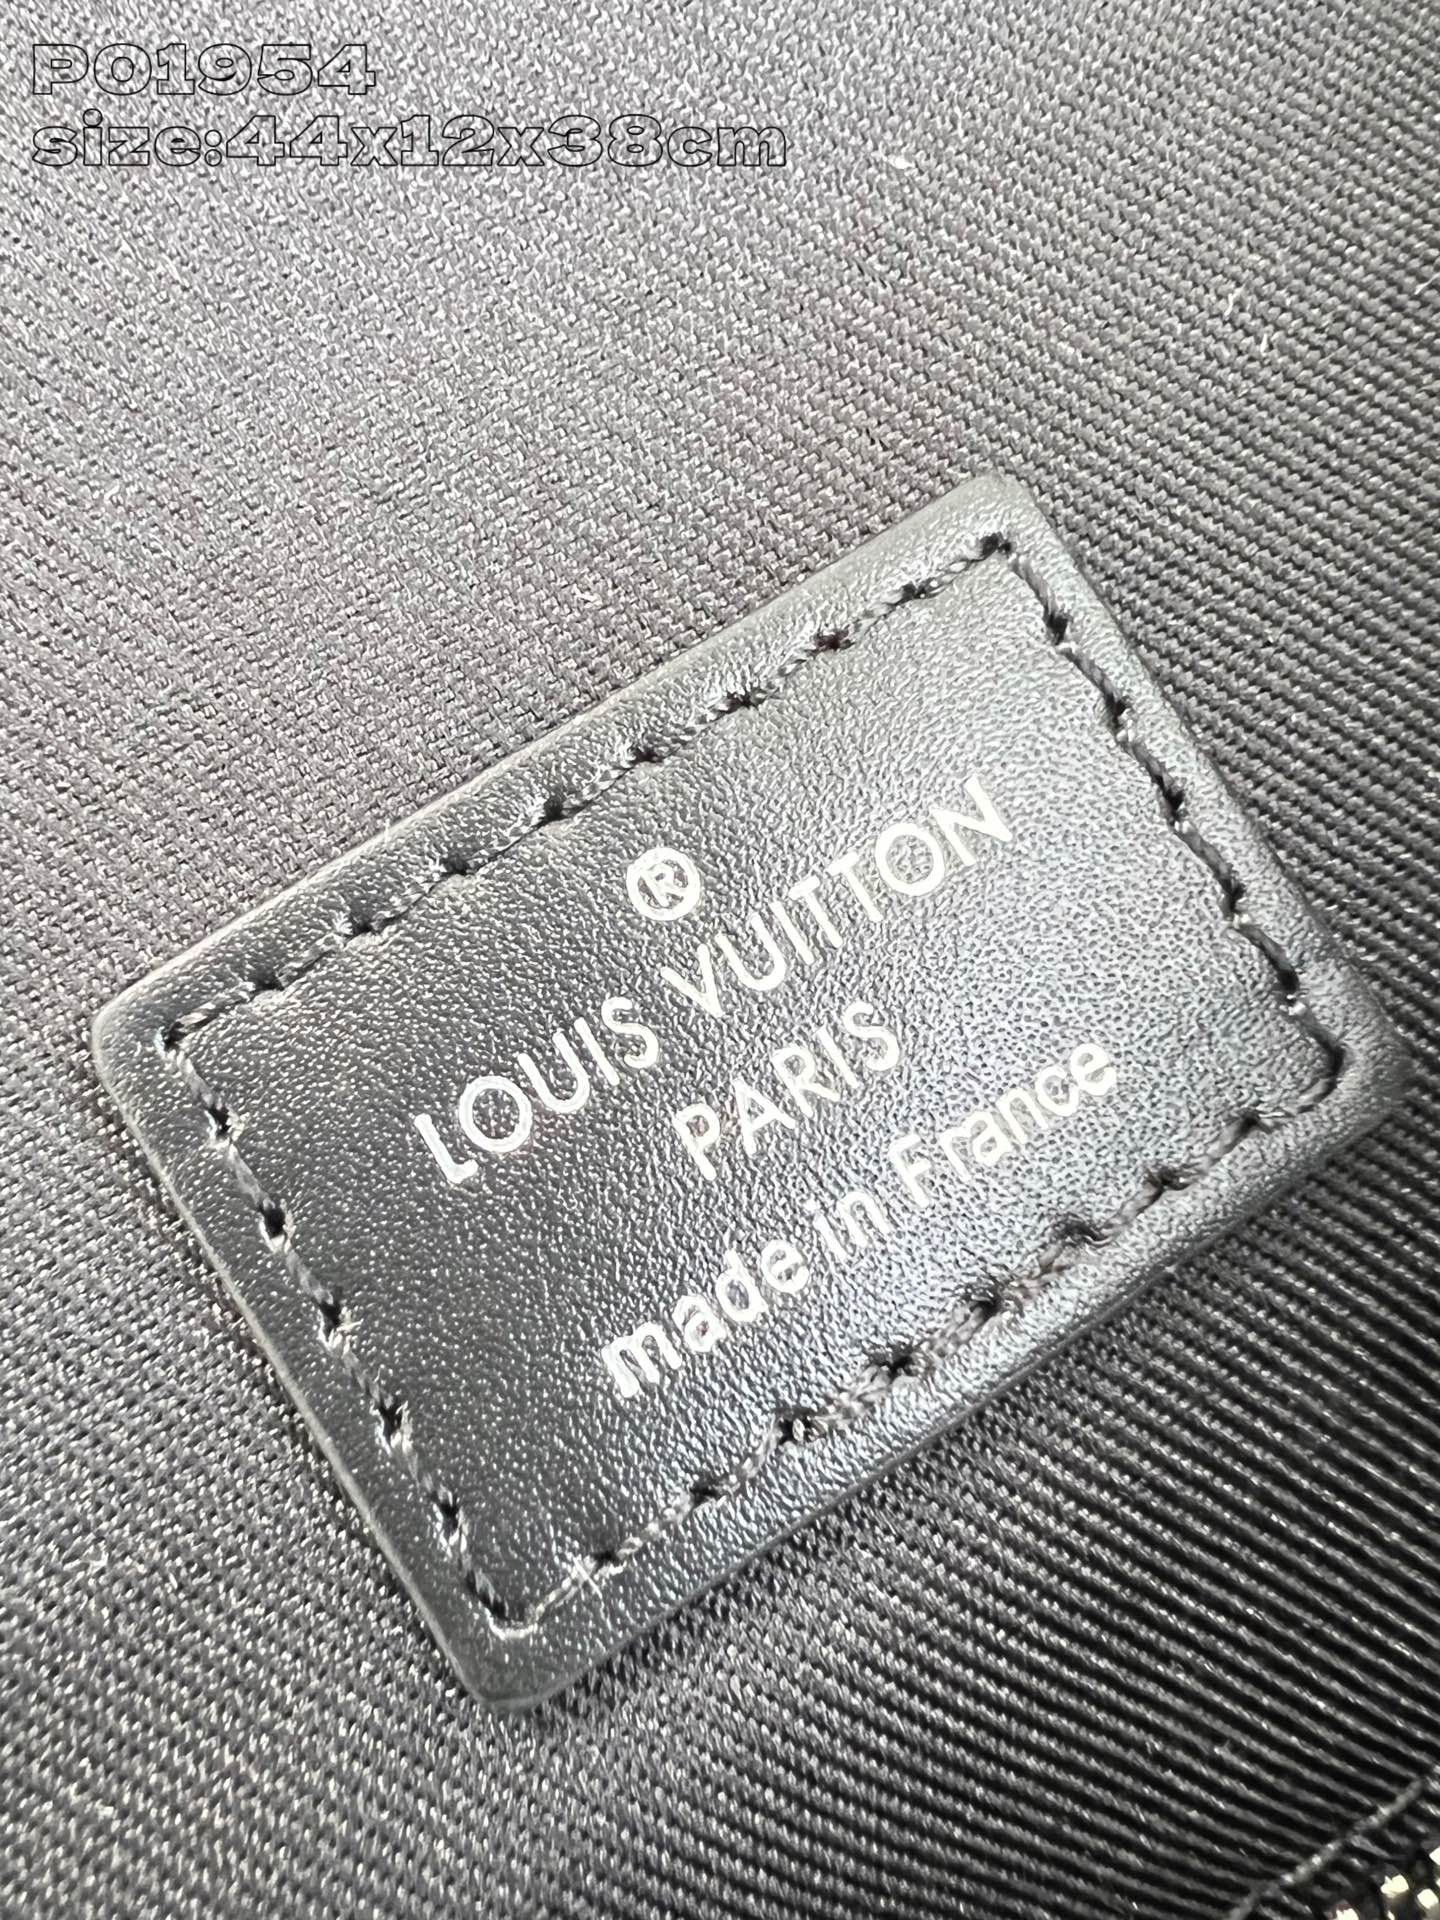 P01954
size:44x12x38cm
®
LOUIS VUITTON
PARIS
made in France